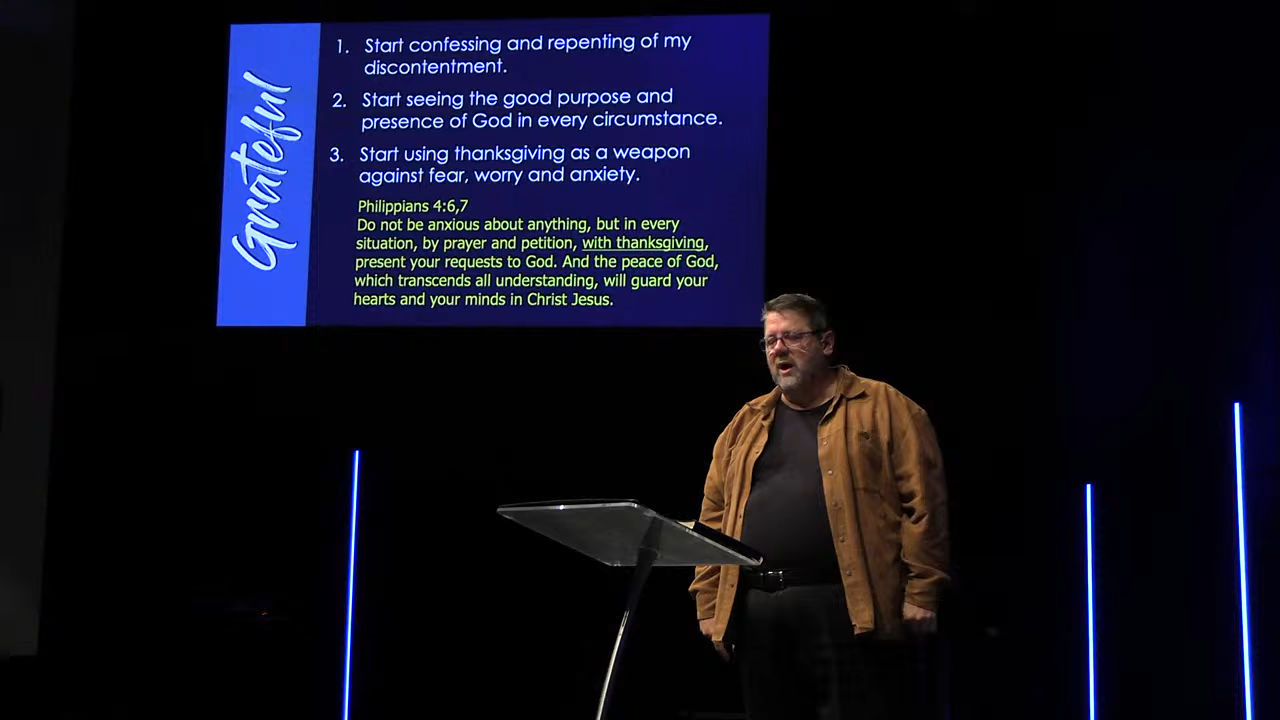 Grateful
1. Start confessing and repenting of my
discontentment.
2. Start seeing the good purpose and
presence of God in every circumstance.
3. Start using thanksgiving as a weapon
against fear, worry and anxiety.
Philippians 4:6,7
Do not be anxious about anything, but in every
situation, by prayer and petition, with thanksgiving,
present your requests to God. And the peace of God,
which transcends all understanding, will guard your
hearts and your minds in Christ Jesus.